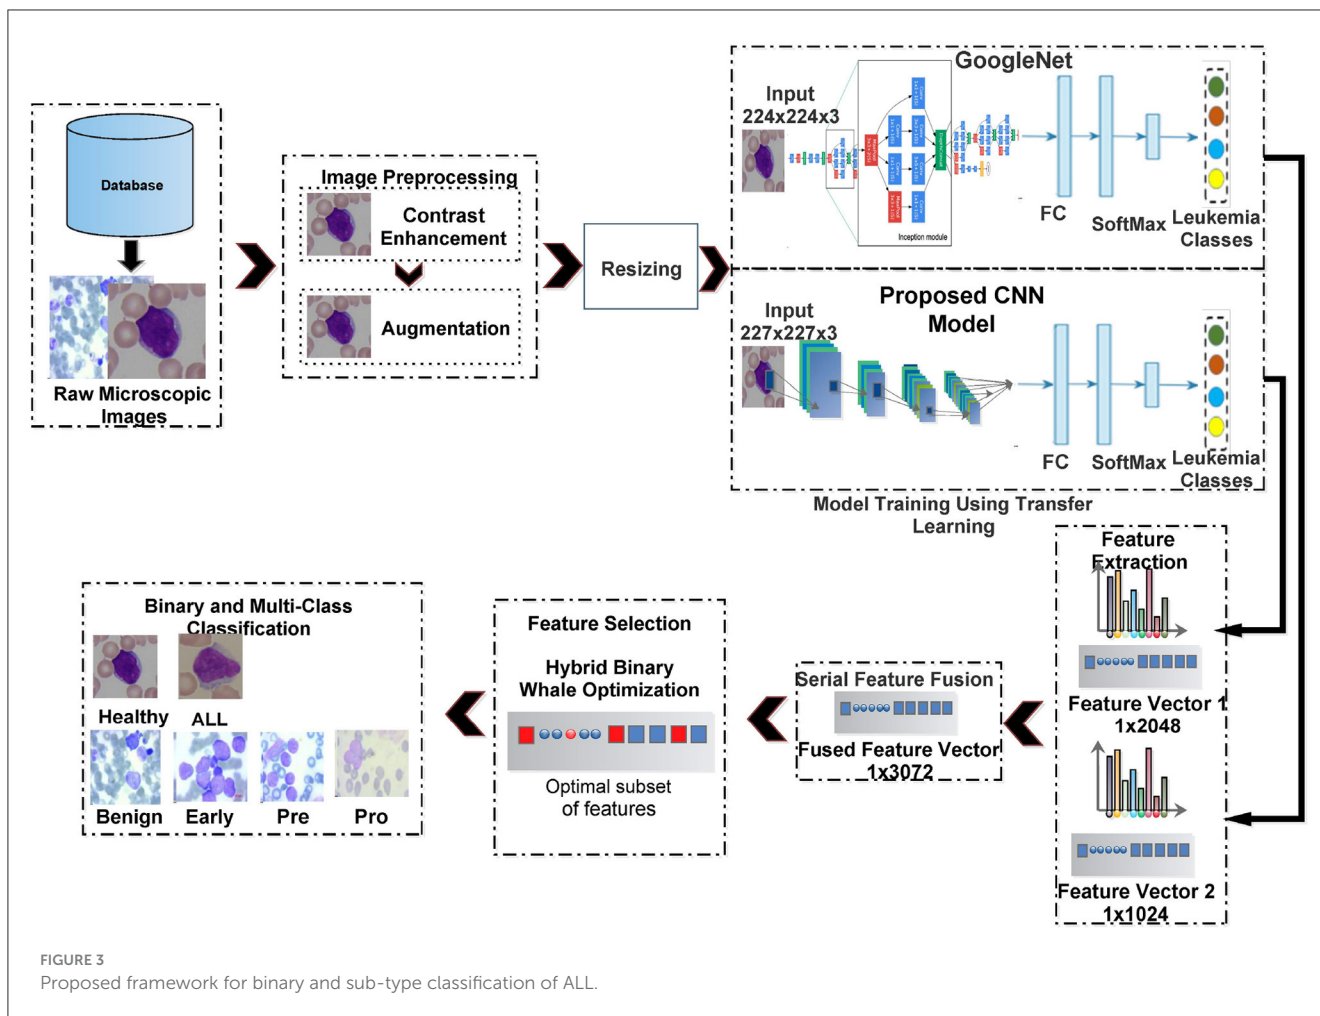 Database
Raw Microscopic
Images
Image Preprocessing
Contrast
Enhancement
Augmentation
Resizing
GoogleNet
Input
224x224x3
Inception module
FC
SoftMax
Leukemia
Classes
Proposed CNN
Model
Input
227x227x3
FC
SoftMax
Leukemia
Classes
Model Training Using Transfer
Learning
Feature
Extraction
Feature Vector 1
1x2048
Feature Vector 2
1x1024
Serial Feature Fusion
Fused Feature Vector
1x3072
Feature Selection
Hybrid Binary
Whale Optimization
Optimal subset
of features
Binary and Multi-Class
Classification
Healthy
ALL
Benign
Early
Pre
Pro
FIGURE 3
Proposed framework for binary and sub-type classification of ALL.